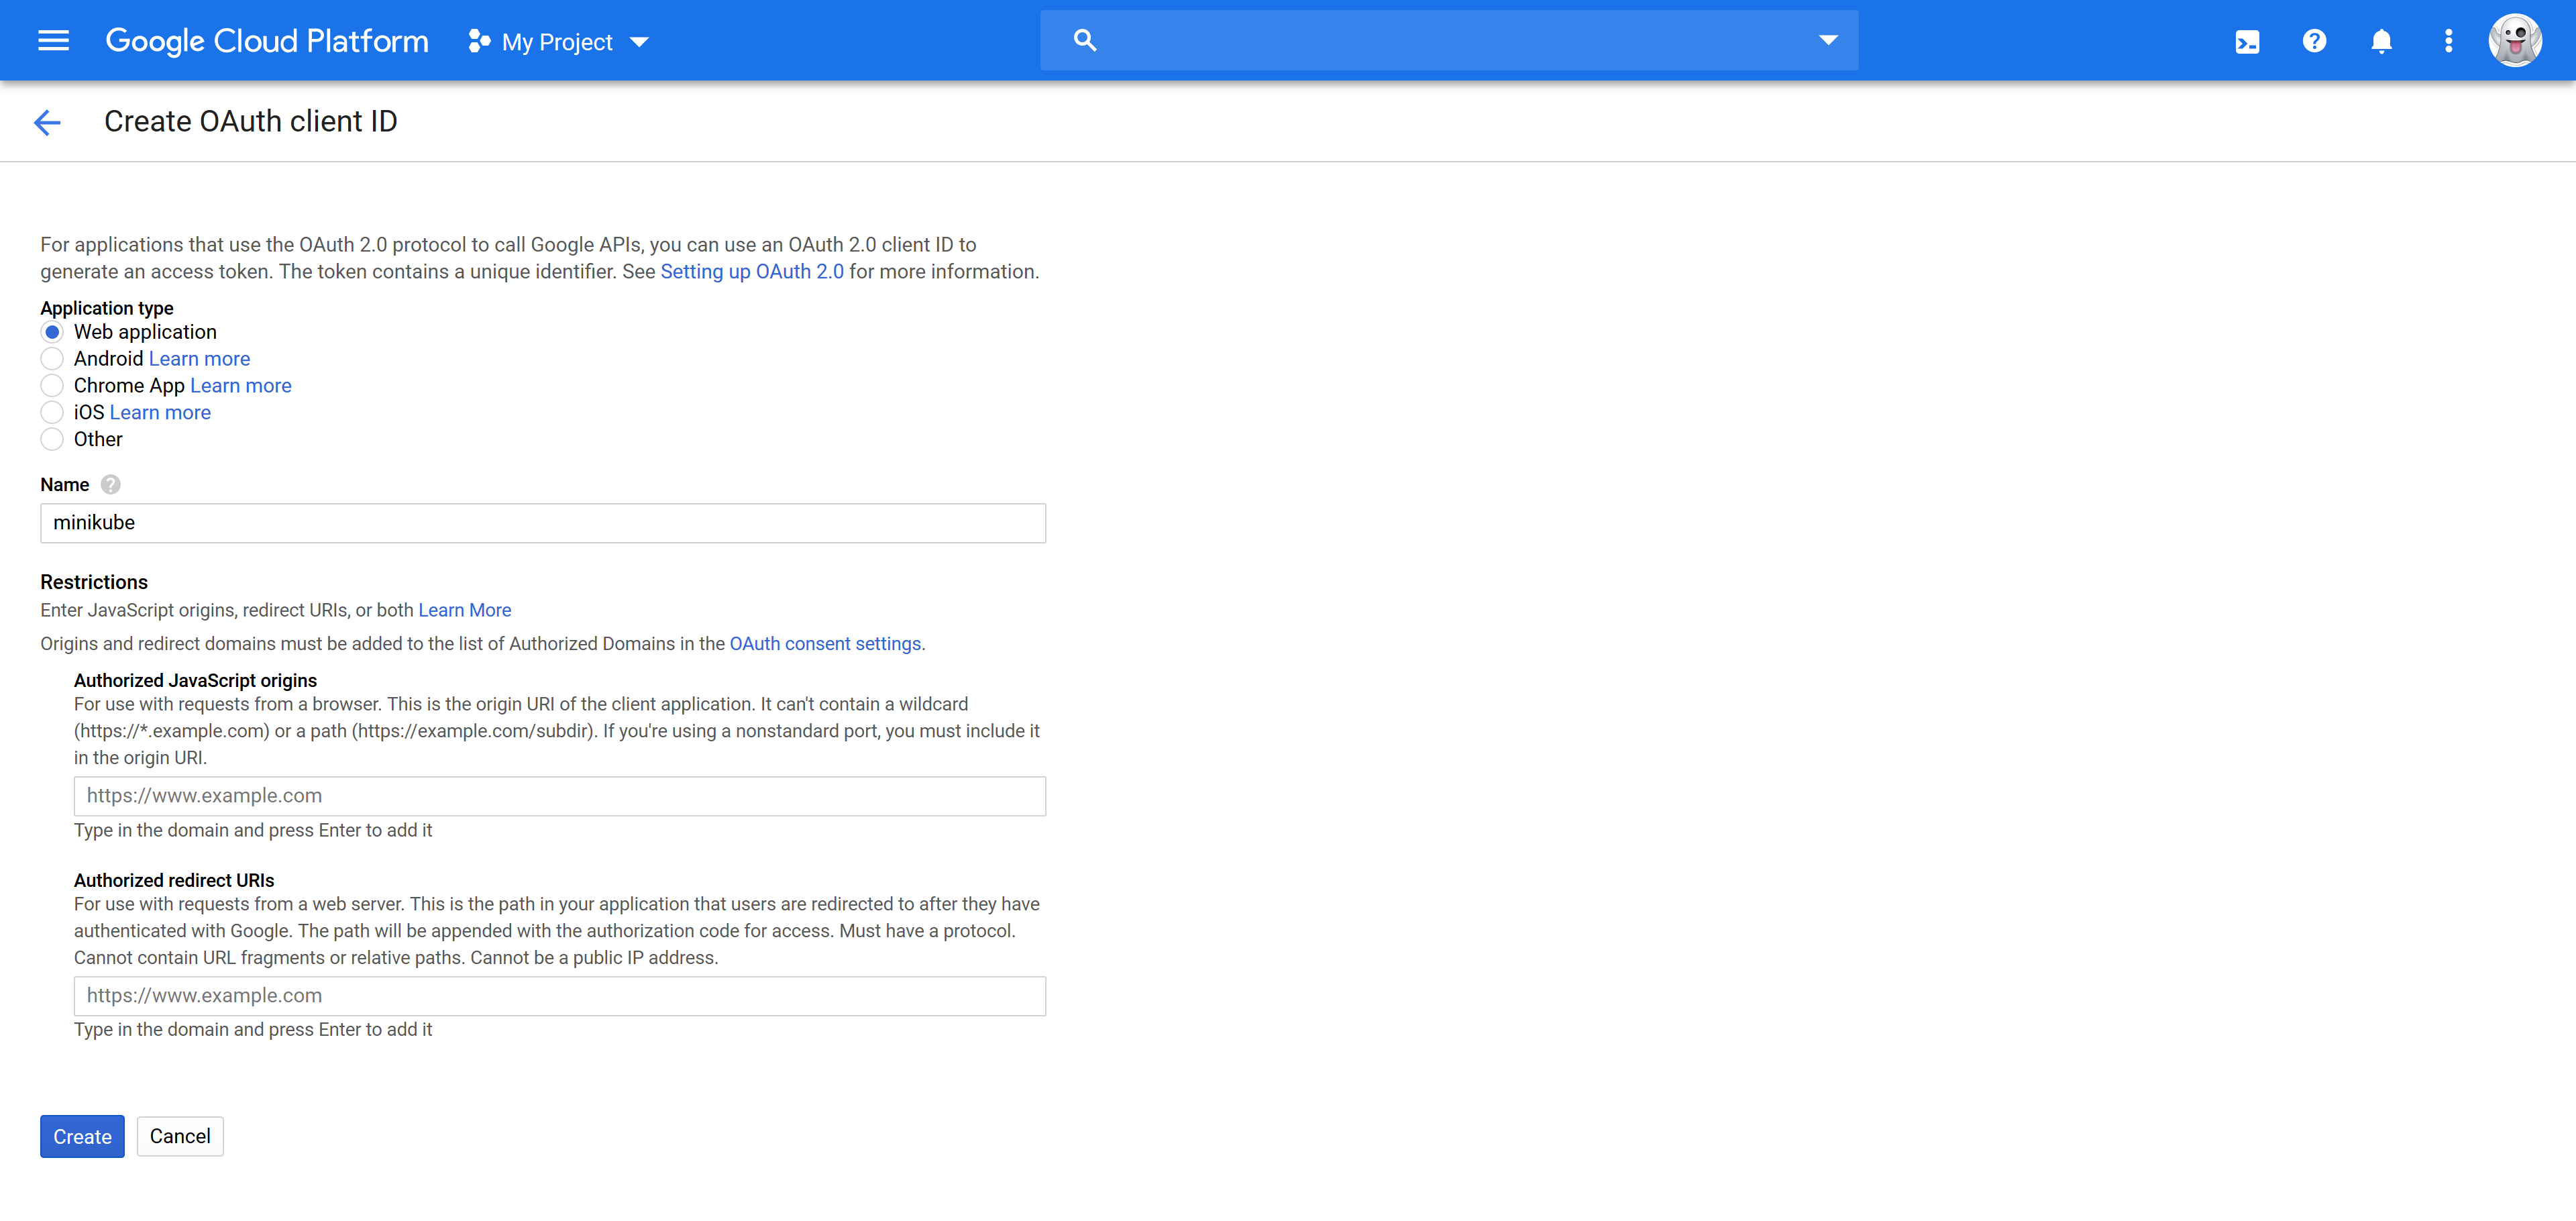 Google Cloud Platform My Project
Create OAuth client ID
For applications that use the OAuth 2.0 protocol to call Google APIs, you can use an OAuth 2.0 client ID to
generate an access token. The token contains a unique identifier. See Setting up OAuth 2.0 for more information.
Application type
Web application
Android Learn more
Chrome App Learn more
iOS Learn more
Other
Name ?
minikube
Restrictions
Enter JavaScript origins, redirect URIs, or both Learn More
Origins and redirect domains must be added to the list of Authorized Domains in the OAuth consent settings.
Authorized JavaScript origins
For use with requests from a browser. This is the origin URI of the client application. It can't contain a wildcard
(https://*.example.com) or a path (https://example.com/subdir). If you're using a nonstandard port, you must include it
in the origin URI.
https://www.example.com
Type in the domain and press Enter to add it
Authorized redirect URIs
For use with requests from a web server. This is the path in your application that users are redirected to after they have
authenticated with Google. The path will be appended with the authorization code for access. Must have a protocol.
Cannot contain URL fragments or relative paths. Cannot be a public IP address.
https://www.example.com
Type in the domain and press Enter to add it
Create Cancel